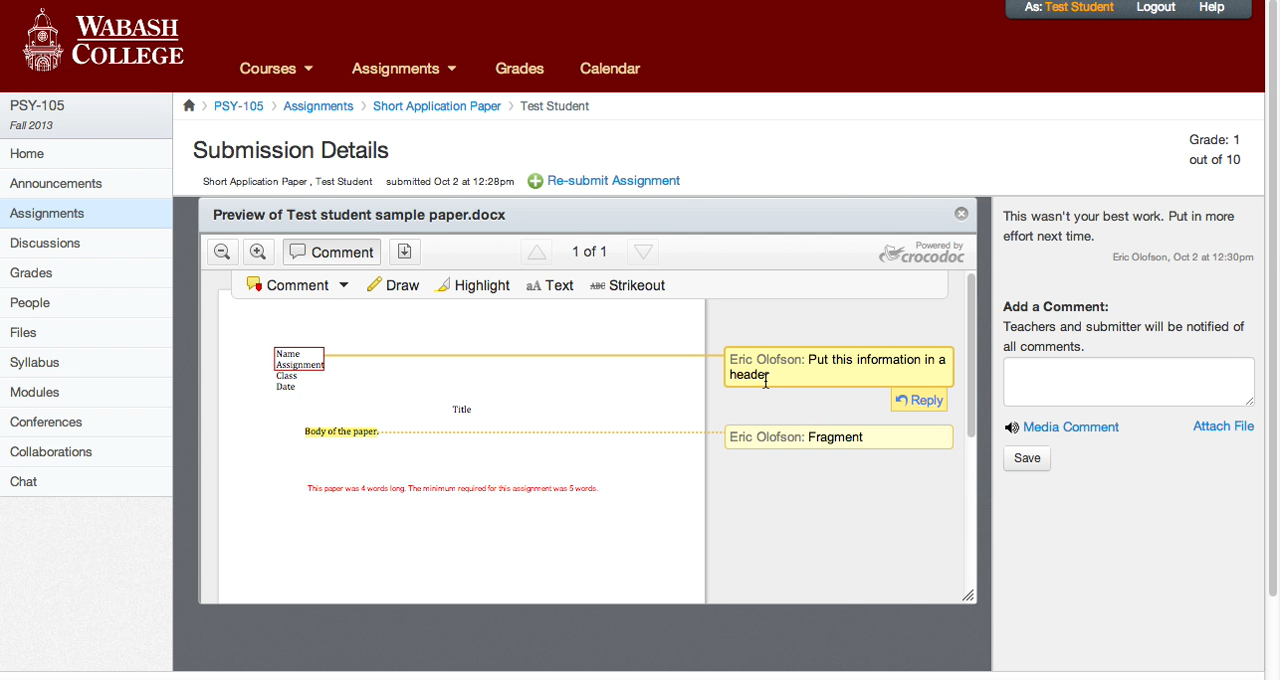 WABASH
COLLEGE
As: Test Student Logout Help
Courses Assignments Grades Calendar
PSY-105
Fall 2013
Home
Announcements
Assignments
Discussions
Grades
People
Files
Syllabus
Modules
Conferences
Collaborations
Chat
PSY-105 Assignments Short Application Paper Test Student
Submission Details
Short Application Paper , Test Student submitted Oct 2 at 12:28pm Re-submit Assignment
Grade: 1
out of 10
Preview of Test student sample paper.docx
Comment 1 of 1 Powered by
crocodoc
Comment Draw Highlight aA Text ABC Strikeout
Name
Assignment
Class
Date
Title
Body of the paper.
This paper was 4 words long. The minimum required for this assignment was 5 words.
Eric Olofson: Put this information in a
header
Reply
Eric Olofson: Fragment
This wasn't your best work. Put in more
effort next time.
Eric Olofson, Oct 2 at 12:30pm
Add a Comment:
Teachers and submitter will be notified of
all comments.
Media Comment Attach File
Save